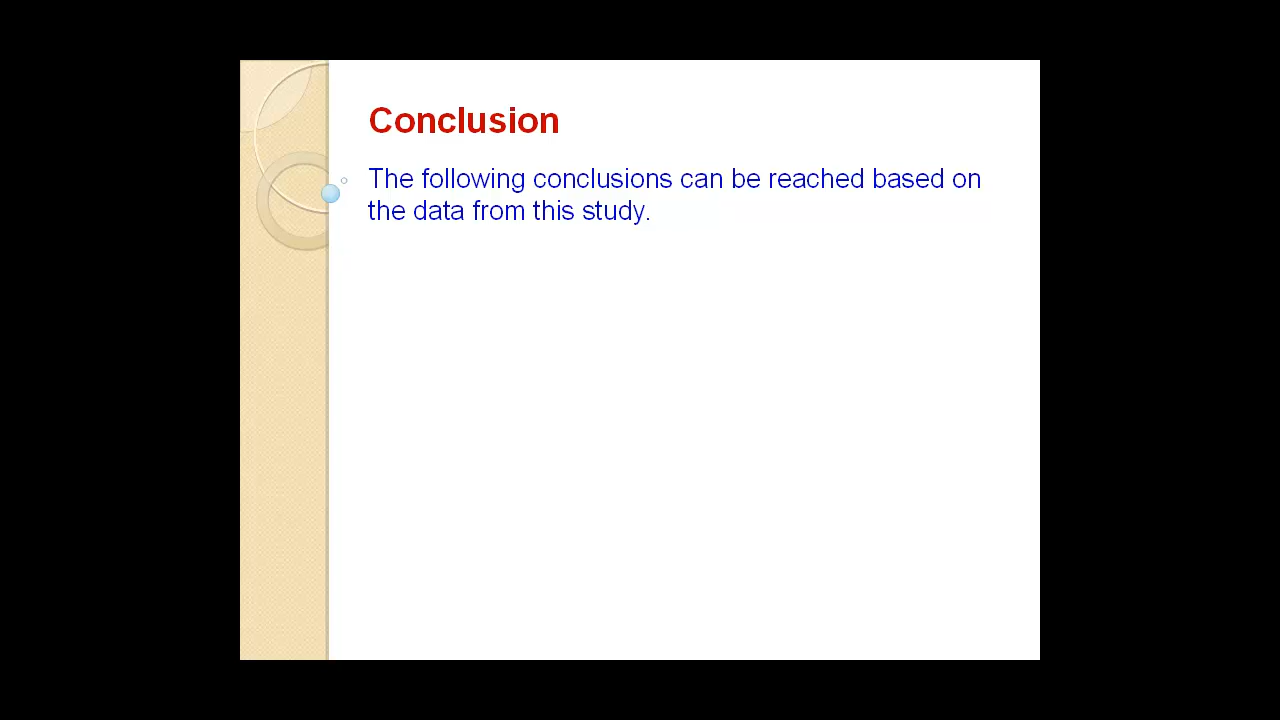 Conclusion
The following conclusions can be reached based on
the data from this study.